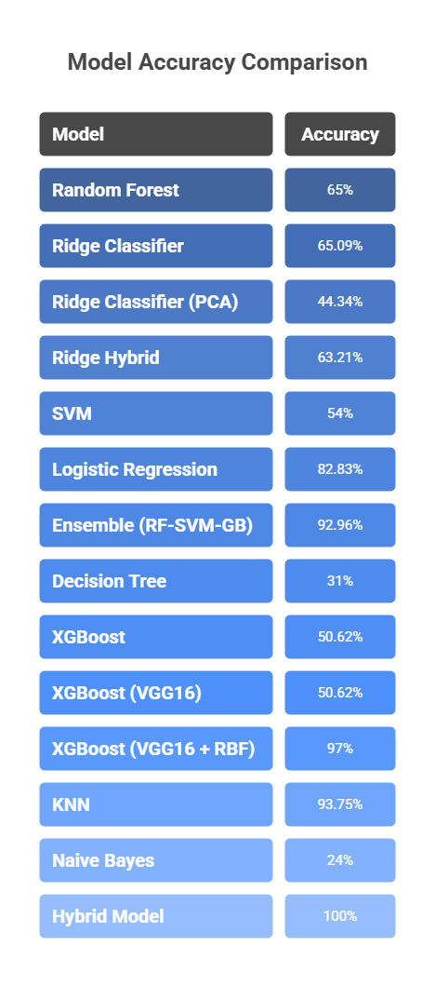 Model Accuracy Comparison
Model Accuracy
Random Forest 65%
Ridge Classifier 65.09%
Ridge Classifier (PCA) 44.34%
Ridge Hybrid 63.21%
SVM 54%
Logistic Regression 82.83%
Ensemble (RF-SVM-GB) 92.96%
Decision Tree 31%
XGBoost 50.62%
XGBoost (VGG16) 50.62%
XGBoost (VGG16 + RBF) 97%
KNN 93.75%
Naive Bayes 24%
Hybrid Model 100%